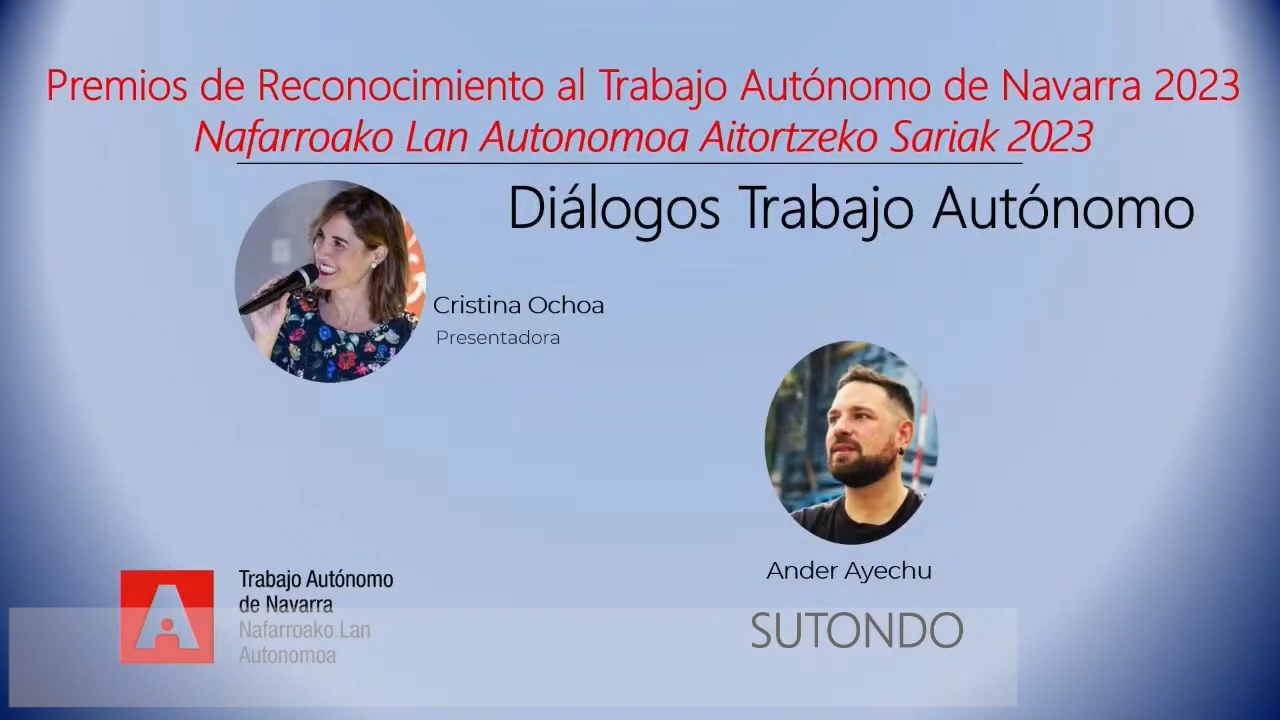 Premios de Reconocimiento al Trabajo Autónomo de Navarra 2023
Nafarroako Lan Autonomoa Aitortzeko Sariak 2023
Diálogos Trabajo Autónomo
Cristina Ochoa
Presentadora
Ander Ayechu
SUTONDO
Trabajo Autónomo
de Navarra
Nafarroako Lan
Autonomoa